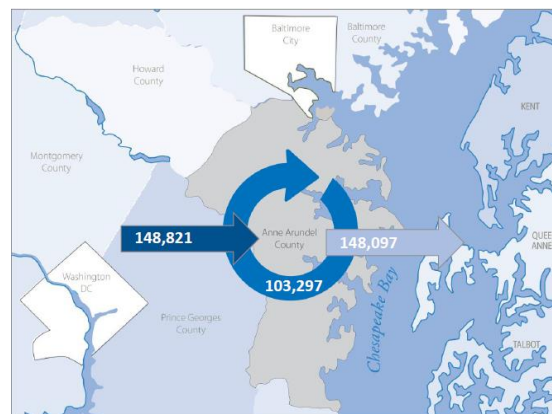 Baltimore
City
Baltimore
County
Howard
County
KENT
Montgomery
County
148,821
Anne Arundel
County
148,097
QUEE
ANNE
Washington
DC
103,297
Prince Georges
County
Chesapeake Bay
TALBOT